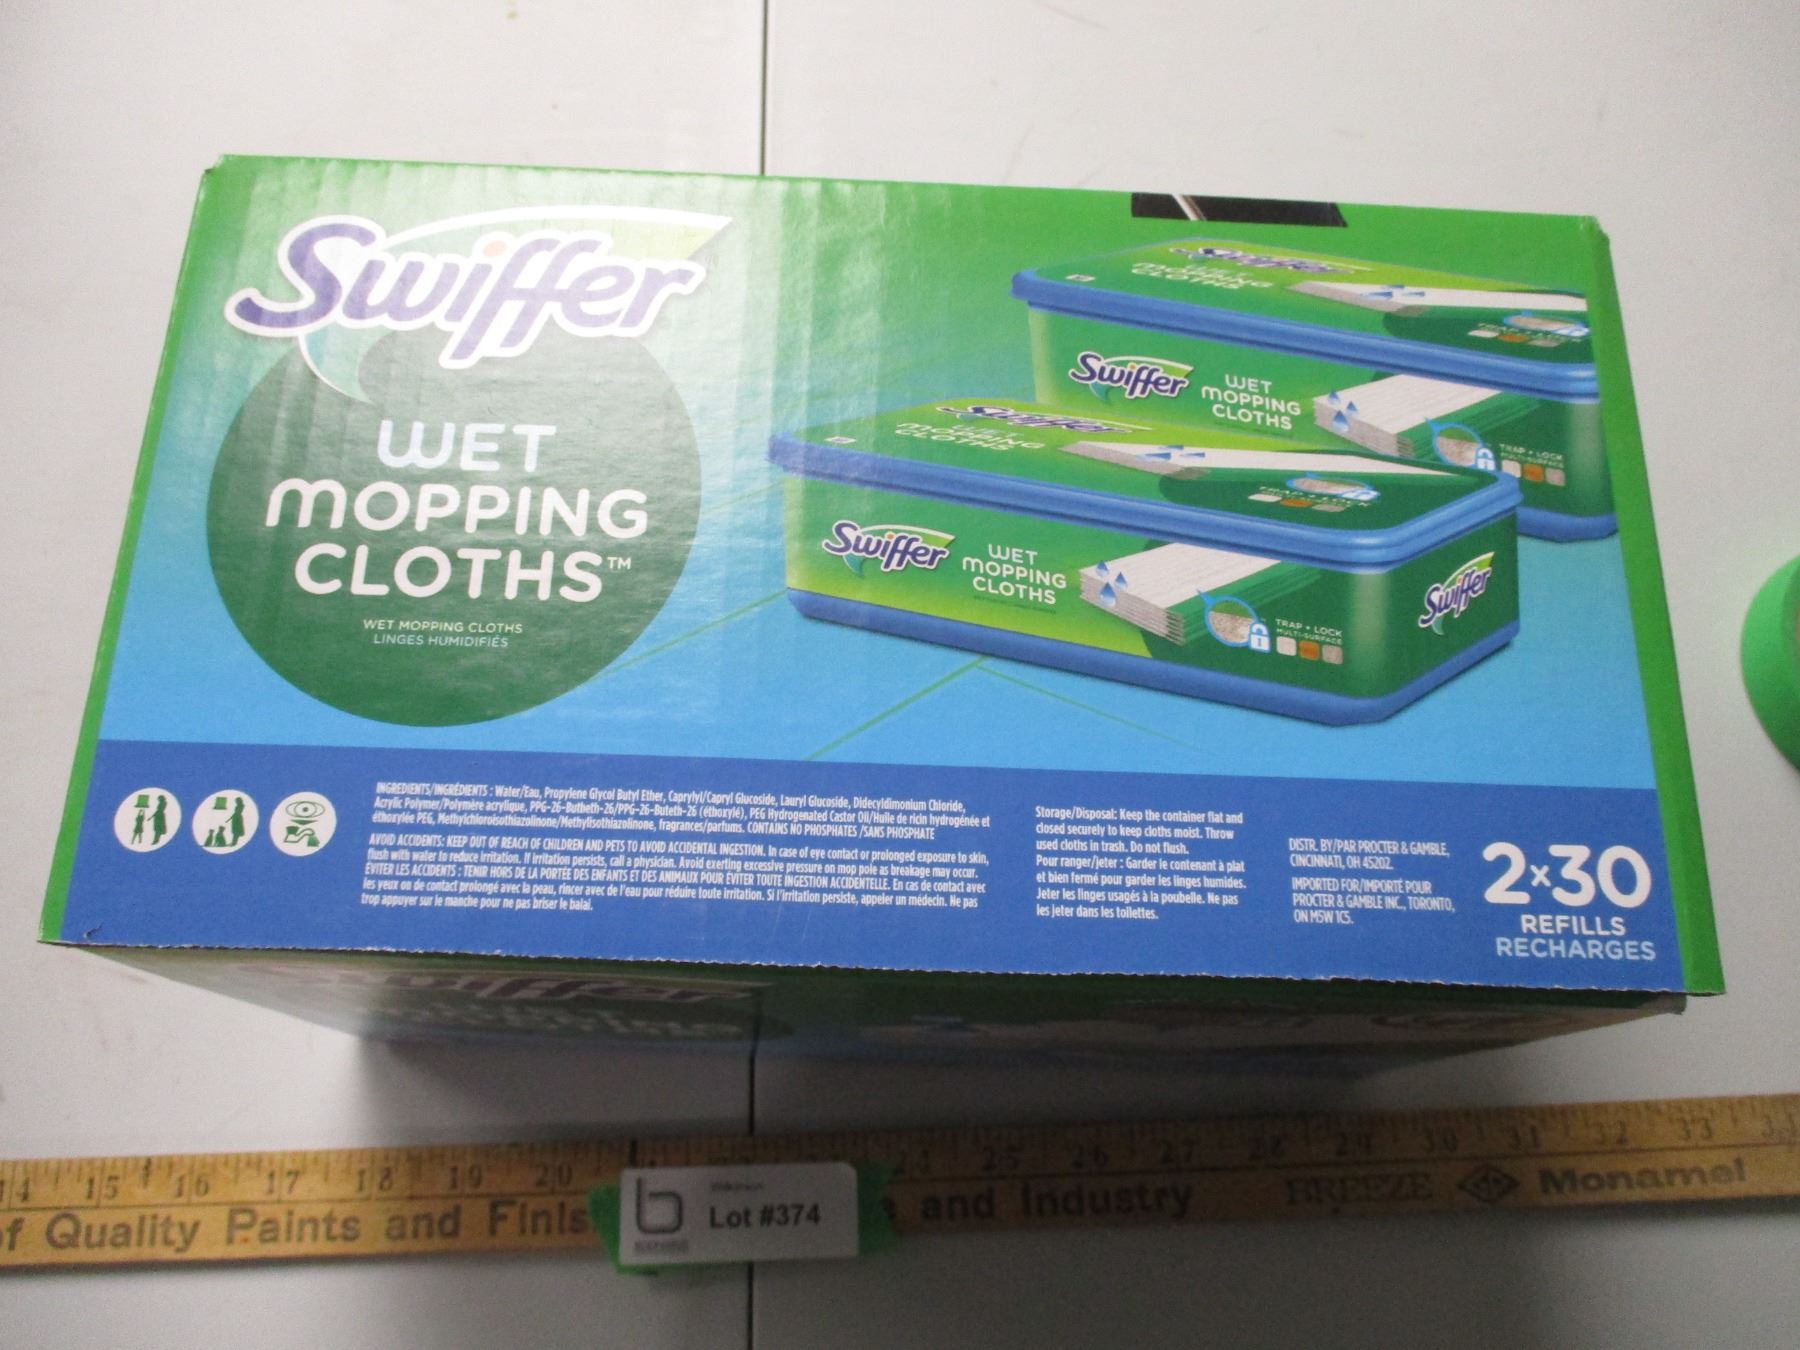 Swiffer
WET
MOPPING
CLOTHS™
WET MOPPING CLOTHS
LINGES HUMIDIFIÉS
Swiffer
WET
MOPPING
CLOTHS
Swiffer
WET
MOPPING
CLOTHS
TRAP + LOCK
MULTI-SURFACE
Swiffer
WET
MOPPING
CLOTHS
Swiffer
WET
MOPPING
CLOTHS
TRAP + LOCK
MULTI-SURFACE
Swiffer
INGREDIENTS/INGRÉDIENTS : Water/Eau, Propylene Glycol Butyl Ether, Caprylyl/Capryl Glucoside, Lauryl Glucoside, Didecyldimonium Chloride,
Acrylic Polymer/Polymère acrylique, PPG-26-Butheth-26/PPG-26-Buteth-26 (éthoxylé), PEG Hydrogenated Castor Oil/Huile de ricin hydrogénée et
éthoxylée PEG, Methylchloroisothiazolinone/Methylisothiazolinone, fragrances/parfums. CONTAINS NO PHOSPHATES /SANS PHOSPHATE
AVOID ACCIDENTS: KEEP OUT OF REACH OF CHILDREN AND PETS TO AVOID ACCIDENTAL INGESTION. In case of eye contact or prolonged exposure to skin,
flush with water to reduce irritation. If irritation persists, call a physician. Avoid exerting excessive pressure on mop pole as breakage may occur.
ÉVITER LES ACCIDENTS : TENIR HORS DE LA PORTÉE DES ENFANTS ET DES ANIMAUX POUR ÉVITER TOUTE INGESTION ACCIDENTELLE. En cas de contact avec
les yeux ou de contact prolongé avec la peau, rincer avec de l'eau pour réduire toute irritation. Si l'irritation persiste, appeler un médecin. Ne pas
trop appuyer sur le manche pour ne pas briser le balai.
Storage/Disposal: Keep the container flat and
closed securely to keep cloths moist. Throw
used cloths in trash. Do not flush.
Pour ranger/jeter : Garder le contenant à plat
et bien fermé pour garder les linges humides.
Jeter les linges usagés à la poubelle. Ne pas
les jeter dans les toilettes.
DISTR. BY/PAR PROCTER & GAMBLE,
CINCINNATI, OH 45202.
IMPORTED FOR/IMPORTÉ POUR
PROCTER & GAMBLE INC., TORONTO,
ON M5W 1C5.
2x30
REFILLS
RECHARGES
Swiffer
14 15 16 17 18 19 20 24 25 26 27 28 29 30 31 32 33
of Quality Paints and Finis e and Industry BREEZE Monamel
b
Lot #374